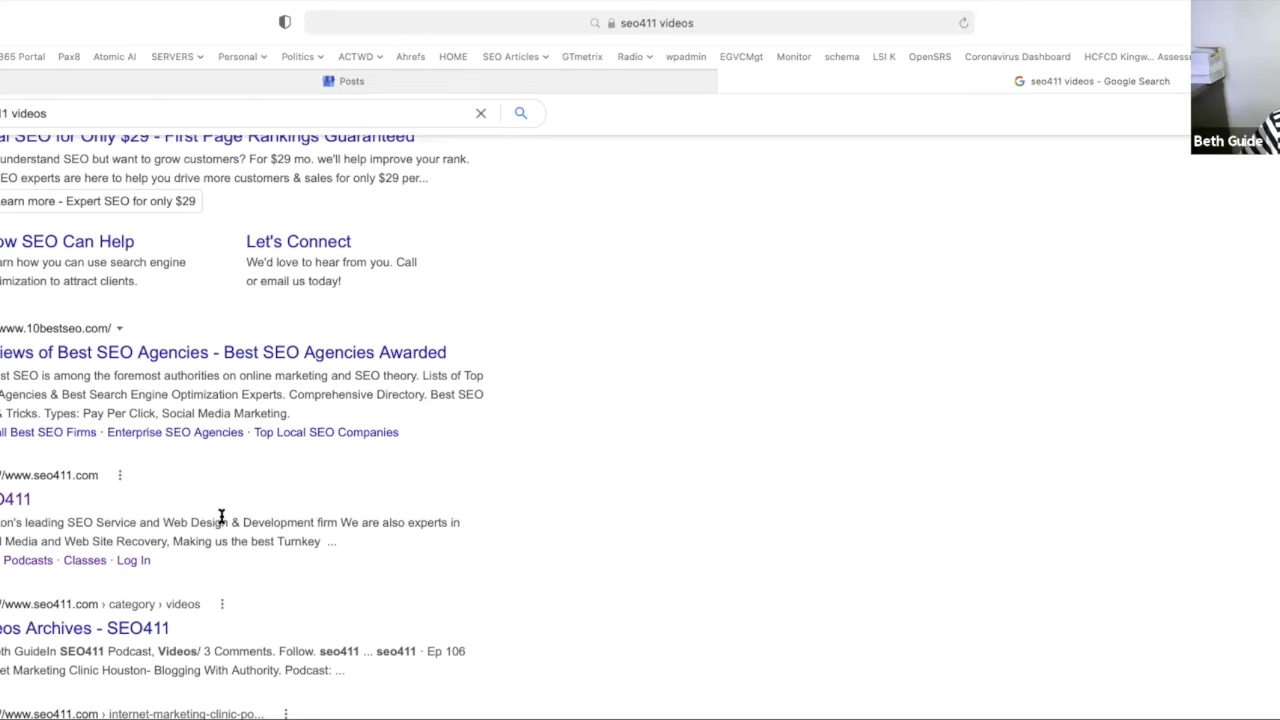 seo411 videos
365 Portal Pax8 Atomic AI SERVERS Personal Politics ACTWD Ahrefs HOME SEO Articles GTmetrix Radio wpadmin EGVCMgt Monitor schema LSI K OpenSRS Coronavirus Dashboard HCFCD Kingw... Assess
Posts
seo411 videos - Google Search
11 videos
Beth Guide
al SEO for Only $29 - First Page Rankings Guaranteed
understand SEO but want to grow customers? For $29 mo. we'll help improve your rank.
EO experts are here to help you drive more customers & sales for only $29 per...
earn more - Expert SEO for only $29
ow SEO Can Help
arn how you can use search engine
imization to attract clients.
Let's Connect
We'd love to hear from you. Call
or email us today!
www.10bestseo.com/
iews of Best SEO Agencies - Best SEO Agencies Awarded
st SEO is among the foremost authorities on online marketing and SEO theory. Lists of Top
Agencies & Best Search Engine Optimization Experts. Comprehensive Directory. Best SEO
& Tricks. Types: Pay Per Click, Social Media Marketing.
all Best SEO Firms · Enterprise SEO Agencies · Top Local SEO Companies
//www.seo411.com
O411
on's leading SEO Service and Web Design & Development firm We are also experts in
l Media and Web Site Recovery, Making us the best Turnkey ...
Podcasts · Classes · Log In
//www.seo411.com › category › videos
eos Archives - SEO411
eth GuideIn SEO411 Podcast, Videos/ 3 Comments. Follow. seo411 ... seo411 · Ep 106
et Marketing Clinic Houston- Blogging With Authority. Podcast: ...
//www.seo411.com › internet-marketing-clinic-po...